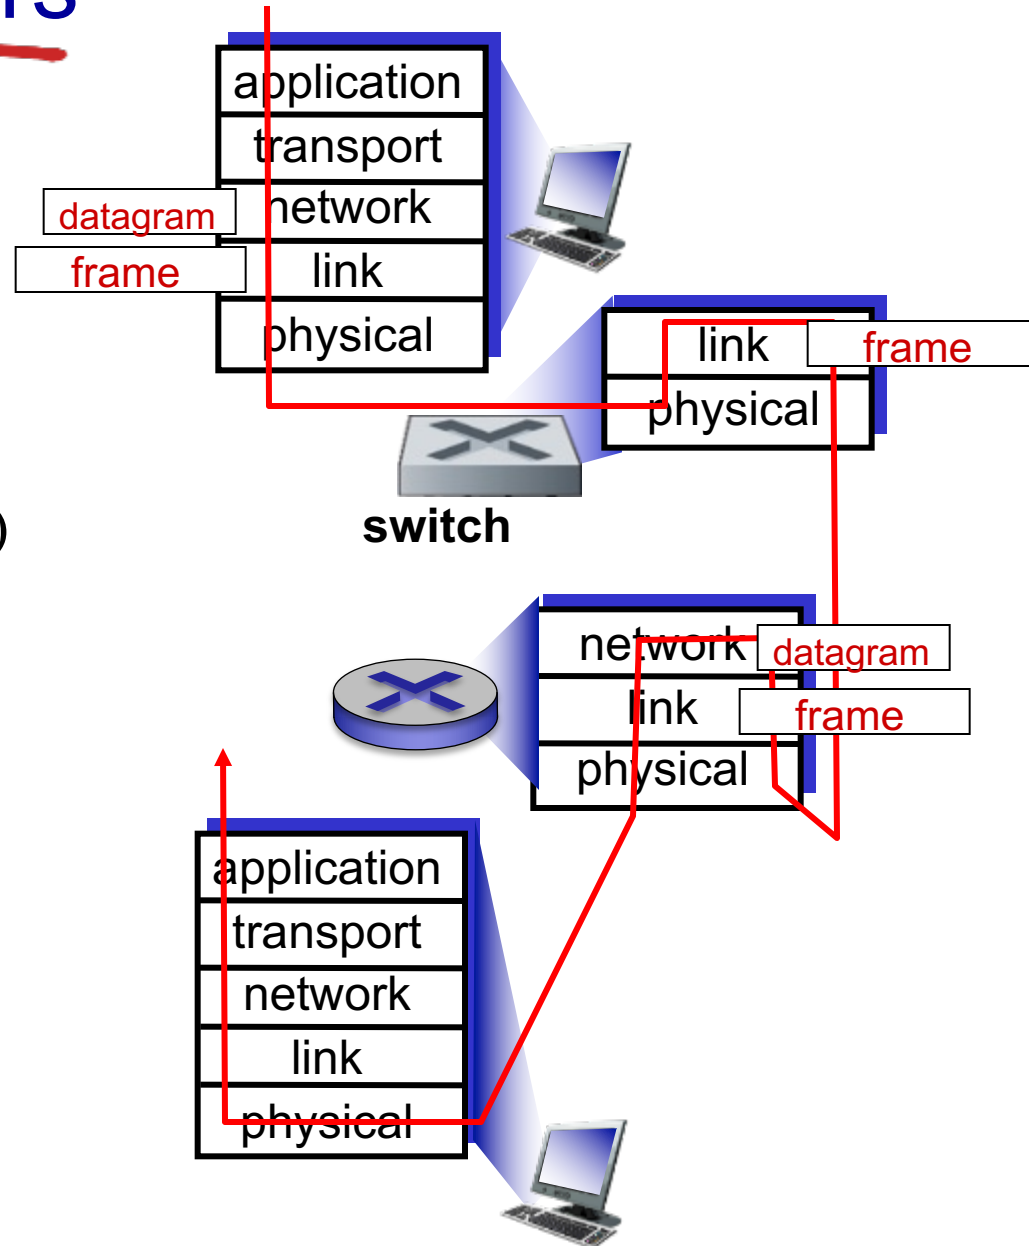 application
transport
datagram network
frame link
physical
link frame
physical
)
switch
network datagram
link frame
physical
application
transport
network
link
physical